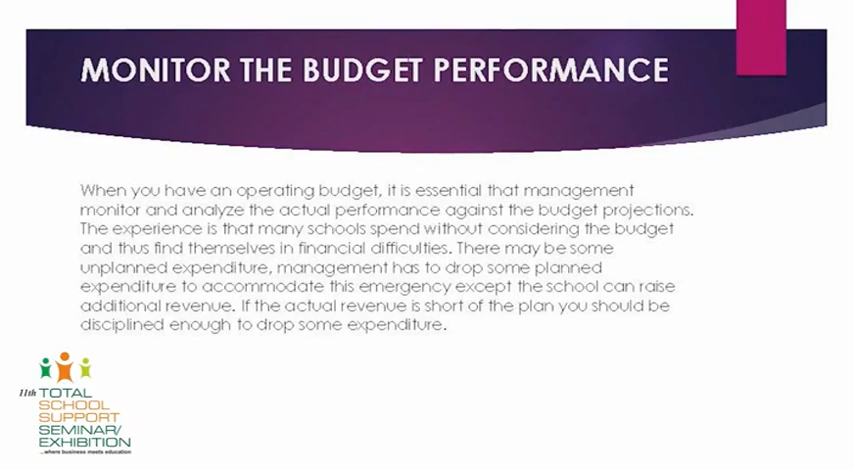 MONITOR THE BUDGET PERFORMANCE
When you have an operating budget, it is essential that management
monitor and analyze the actual performance against the budget projections.
The experience is that many schools spend without considering the budget
and thus find themselves in financial difficulties. There may be some
unplanned expenditure, management has to drop some planned
expenditure to accommodate this emergency except the school can raise
additional revenue. If the actual revenue is short of the plan you should be
disciplined enough to drop some expenditure.
11th TOTAL
SCHOOL
SUPPORT
SEMINAR/
EXHIBITION
...where business meets education